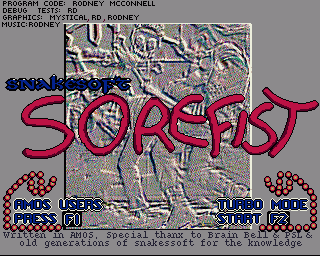 PROGRAM CODE: RODNEY MCCONNELL
DEBUG TESTS: RD
GRAPHICS: MYSTICAL,RD,RODNEY
MUSIC:RODNEY
SNAKESOFT
SOREFIST
AMOS USERS
PRESS F1
TURBO MODE
START F2
Written in AMOS. Special thanx to Brain Bell & PSL&
old generations of snakessoft for the knowledge